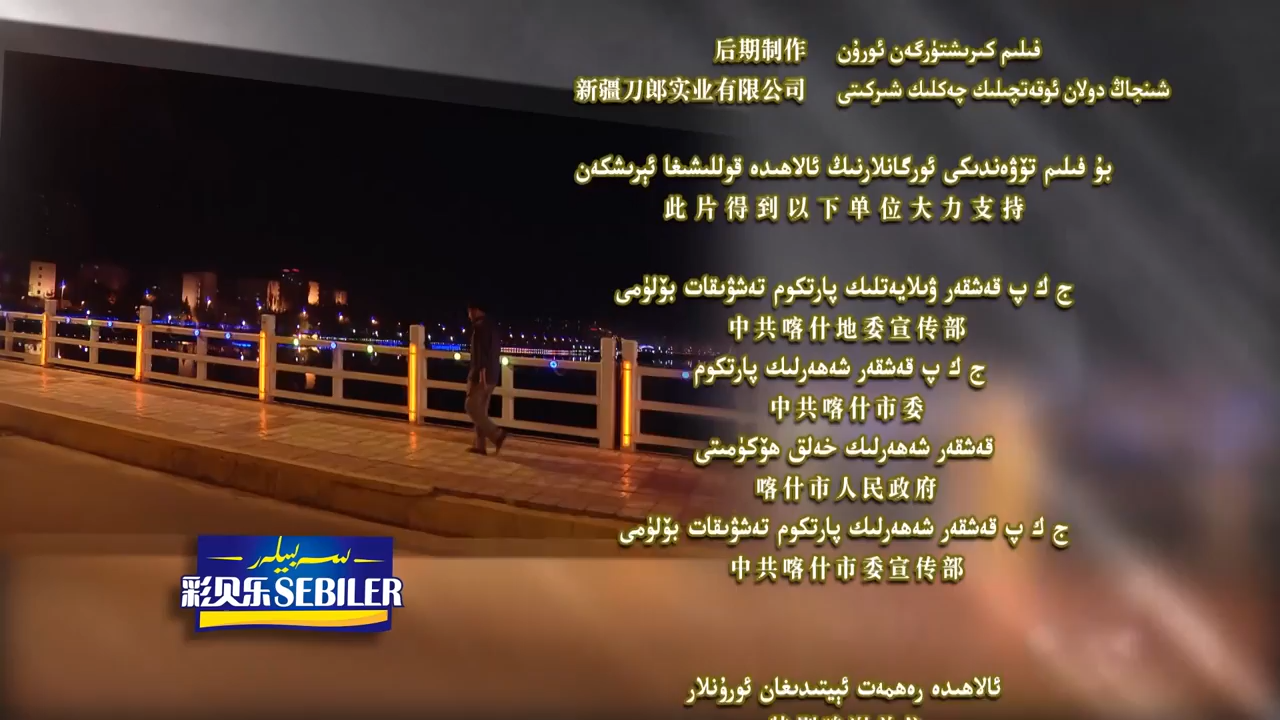 后期制作 فىلىم كىرىشتۈرگەن ئورۇن
新疆刀郎实业有限公司 شىنجاڭ دولان ئوقەتچىلىك چەكلىك شىركىتى
بۇ فىلىم تۆۋەندىكى ئورگانلارنىڭ ئالاھىدە قوللىشىغا ئېرىشكەن
此片得到以下单位大力支持
ج ك پ قەشقەر ۋىلايەتلىك پارتكوم تەشۋىقات بۆلۈمى
中共喀什地委宣传部
ج ك پ قەشقەر شەھەرلىك پارتكوم
中共喀什市委
قەشقەر شەھەرلىك خەلق ھۆكۈمىتى
喀什市人民政府
ج ك پ قەشقەر شەھەرلىك پارتكوم تەشۋىقات بۆلۈمى
中共喀什市委宣传部
سەبىيلەر
彩贝乐SEBILER
ئالاھىدە رەھمەت ئېيتىدىغان ئورۇنلار